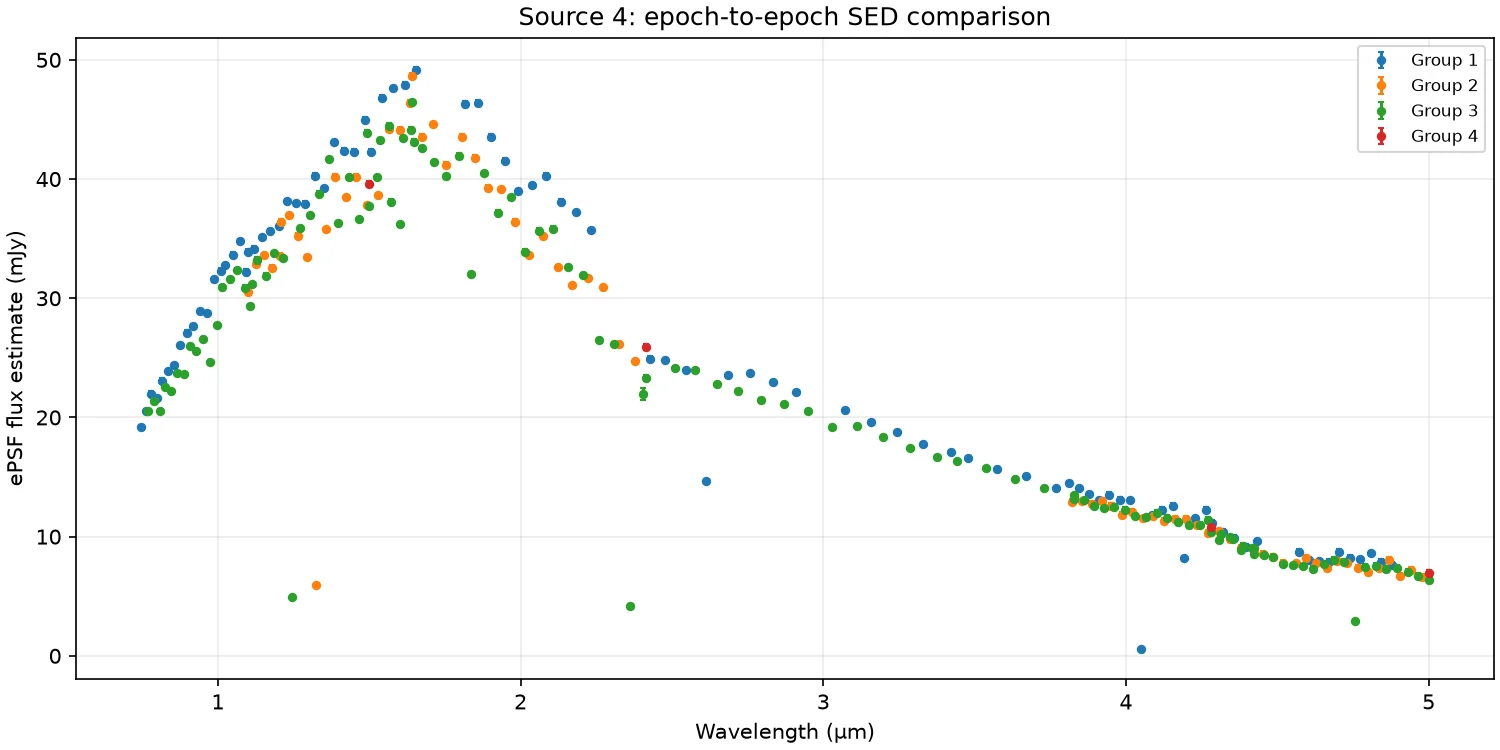 Source 4: epoch-to-epoch SED comparison
ePSF flux estimate (mJy)
50
40
30
20
10
0
Group 1
Group 2
Group 3
Group 4
1 2 3 4 5
Wavelength (μm)